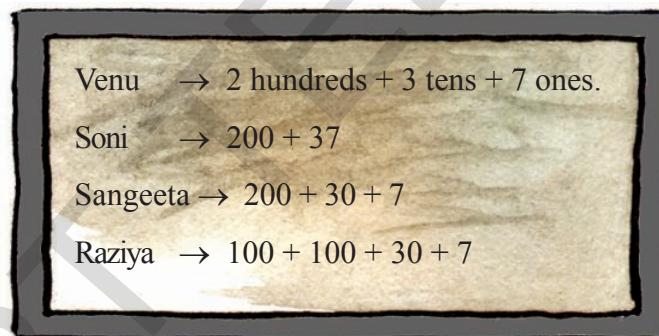 Venu → 2 hundreds + 3 tens + 7 ones.
Soni → 200 + 37
Sangeeta → 200 + 30 + 7
Raziya → 100 + 100 + 30 + 7